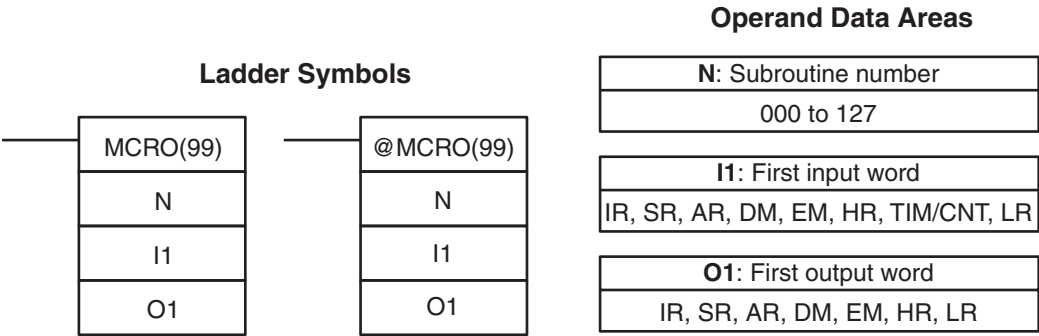 Operand Data Areas
Ladder Symbols
MCRO(99)
N
I1
O1
@MCRO(99)
N
I1
O1
N: Subroutine number
000 to 127
I1: First input word
IR, SR, AR, DM, EM, HR, TIM/CNT, LR
O1: First output word
IR, SR, AR, DM, EM, HR, LR